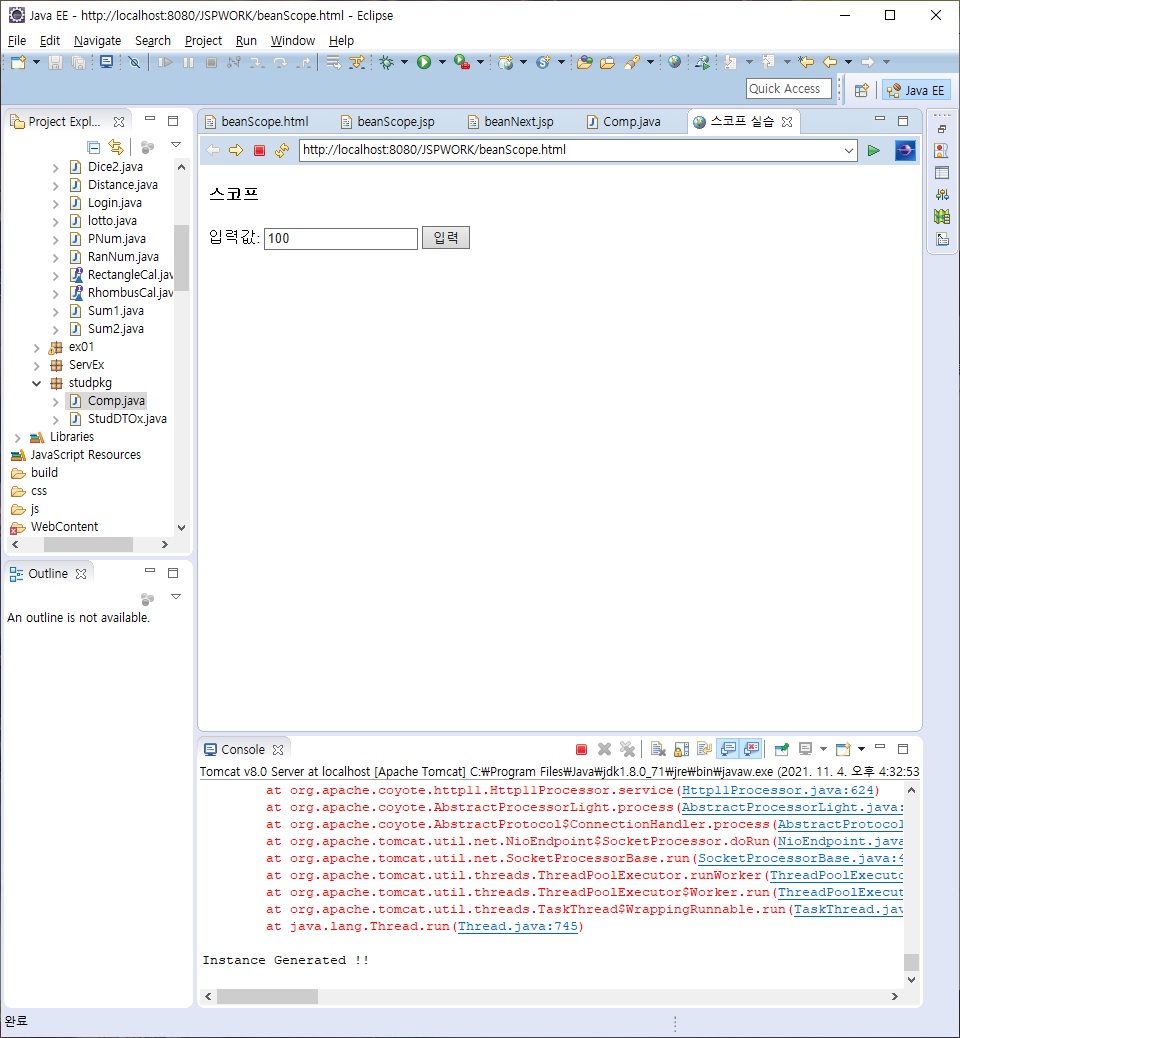 Java EE - http://localhost:8080/JSPWORK/beanScope.html - Eclipse
File Edit Navigate Search Project Run Window Help
Quick Access
Java EE
Project Expl...
Dice2.java
Distance.java
Login.java
lotto.java
PNum.java
RanNum.java
RectangleCal.jav
RhombusCal.jav
Sum1.java
Sum2.java
ex01
ServEx
studpkg
Comp.java
StudDTOx.java
Libraries
JavaScript Resources
build
css
js
WebContent
Outline
An outline is not available.
beanScope.html beanScope.jsp beanNext.jsp Comp.java 스코프 실습
http://localhost:8080/JSPWORK/beanScope.html
스코프
입력값: 100 입력
Console
Tomcat v8.0 Server at localhost [Apache Tomcat] C:₩Program Files₩Java₩jdk1.8.0_71₩jre₩bin₩javaw.exe (2021. 11. 4. 오후 4:32:53
at org.apache.coyote.http11.Http11Processor.service(Http11Processor.java:624)
at org.apache.coyote.AbstractProcessorLight.process(AbstractProcessorLight.java:
at org.apache.coyote.AbstractProtocol$ConnectionHandler.process(AbstractProtocol
at org.apache.tomcat.util.net.NioEndpoint$SocketProcessor.doRun(NioEndpoint.java
at org.apache.tomcat.util.net.SocketProcessorBase.run(SocketProcessorBase.java:4
at org.apache.tomcat.util.threads.ThreadPoolExecutor.runWorker(ThreadPoolExecuto
at org.apache.tomcat.util.threads.ThreadPoolExecutor$Worker.run(ThreadPoolExecut
at org.apache.tomcat.util.threads.TaskThread$WrappingRunnable.run(TaskThread.jav
at java.lang.Thread.run(Thread.java:745)
Instance Generated !!
완료